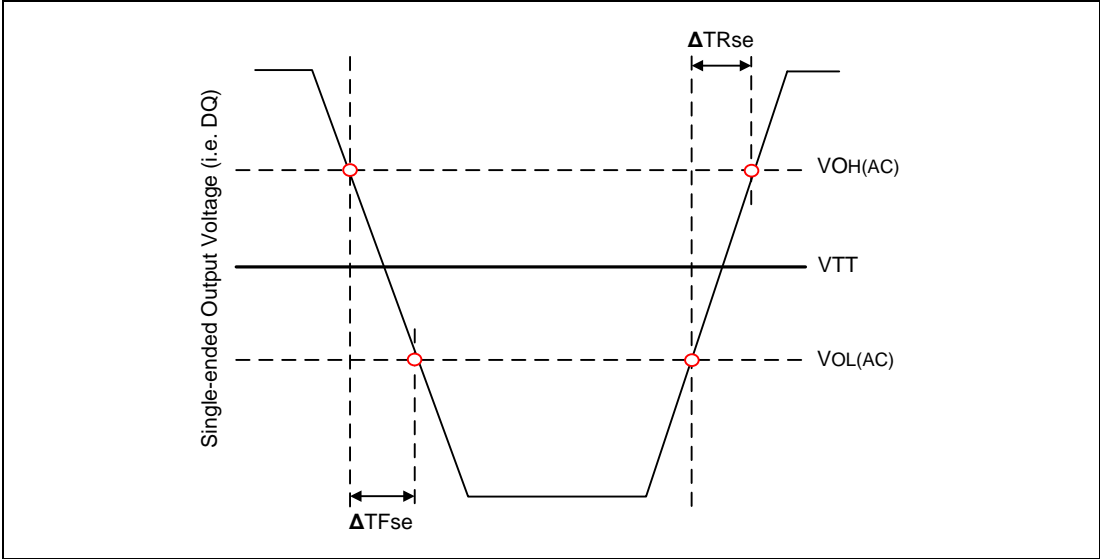 ΔTRse
Single-ended Output Voltage (i.e. DQ)
VOH(AC)
VTT
VOL(AC)
ΔTFse